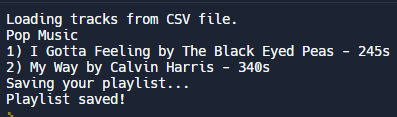 Loading tracks from CSV file.
Pop Music
1) I Gotta Feeling by The Black Eyed Peas – 245s
2) My Way by Calvin Harris – 340s
Saving your playlist...
Playlist saved!